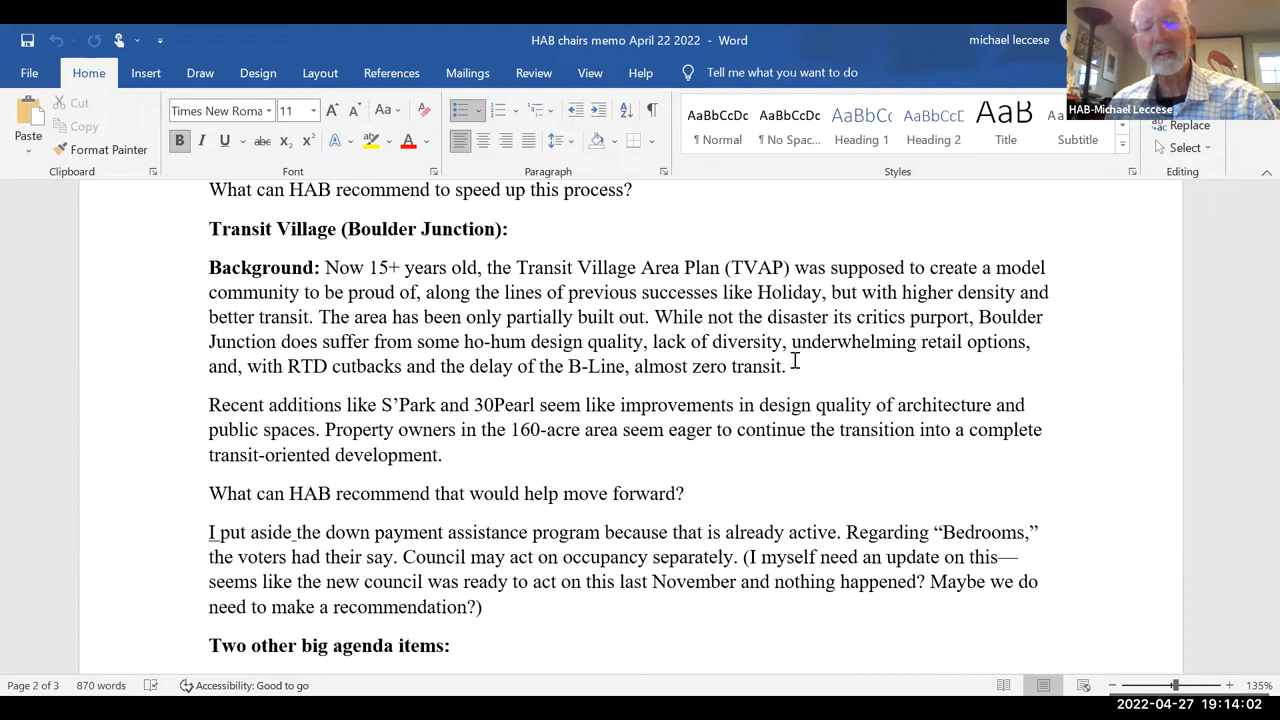 HAB chairs memo April 22 2022 - Word
michael leccese
File Home Insert Draw Design Layout References Mailings Review View Help Tell me what you want to do
HAB-Michael Leccese
Paste
Cut
Copy
Format Painter
Clipboard
Times New Roma 11
Font
Paragraph
AaBbCcDc ¶ Normal
AaBbCcDc ¶ No Spac...
AaBbCc Heading 1
AaBbCcD Heading 2
AaB Title
Subtitle
Styles
Replace
Select
Editing
What can HAB recommend to speed up this process?
Transit Village (Boulder Junction):
Background: Now 15+ years old, the Transit Village Area Plan (TVAP) was supposed to create a model
community to be proud of, along the lines of previous successes like Holiday, but with higher density and
better transit. The area has been only partially built out. While not the disaster its critics purport, Boulder
Junction does suffer from some ho-hum design quality, lack of diversity, underwhelming retail options,
and, with RTD cutbacks and the delay of the B-Line, almost zero transit.
Recent additions like S’Park and 30Pearl seem like improvements in design quality of architecture and
public spaces. Property owners in the 160-acre area seem eager to continue the transition into a complete
transit-oriented development.
What can HAB recommend that would help move forward?
I put aside the down payment assistance program because that is already active. Regarding “Bedrooms,”
the voters had their say. Council may act on occupancy separately. (I myself need an update on this—
seems like the new council was ready to act on this last November and nothing happened? Maybe we do
need to make a recommendation?)
Two other big agenda items:
Page 2 of 3 870 words Accessibility: Good to go 135%
2022-04-27 19:14:02